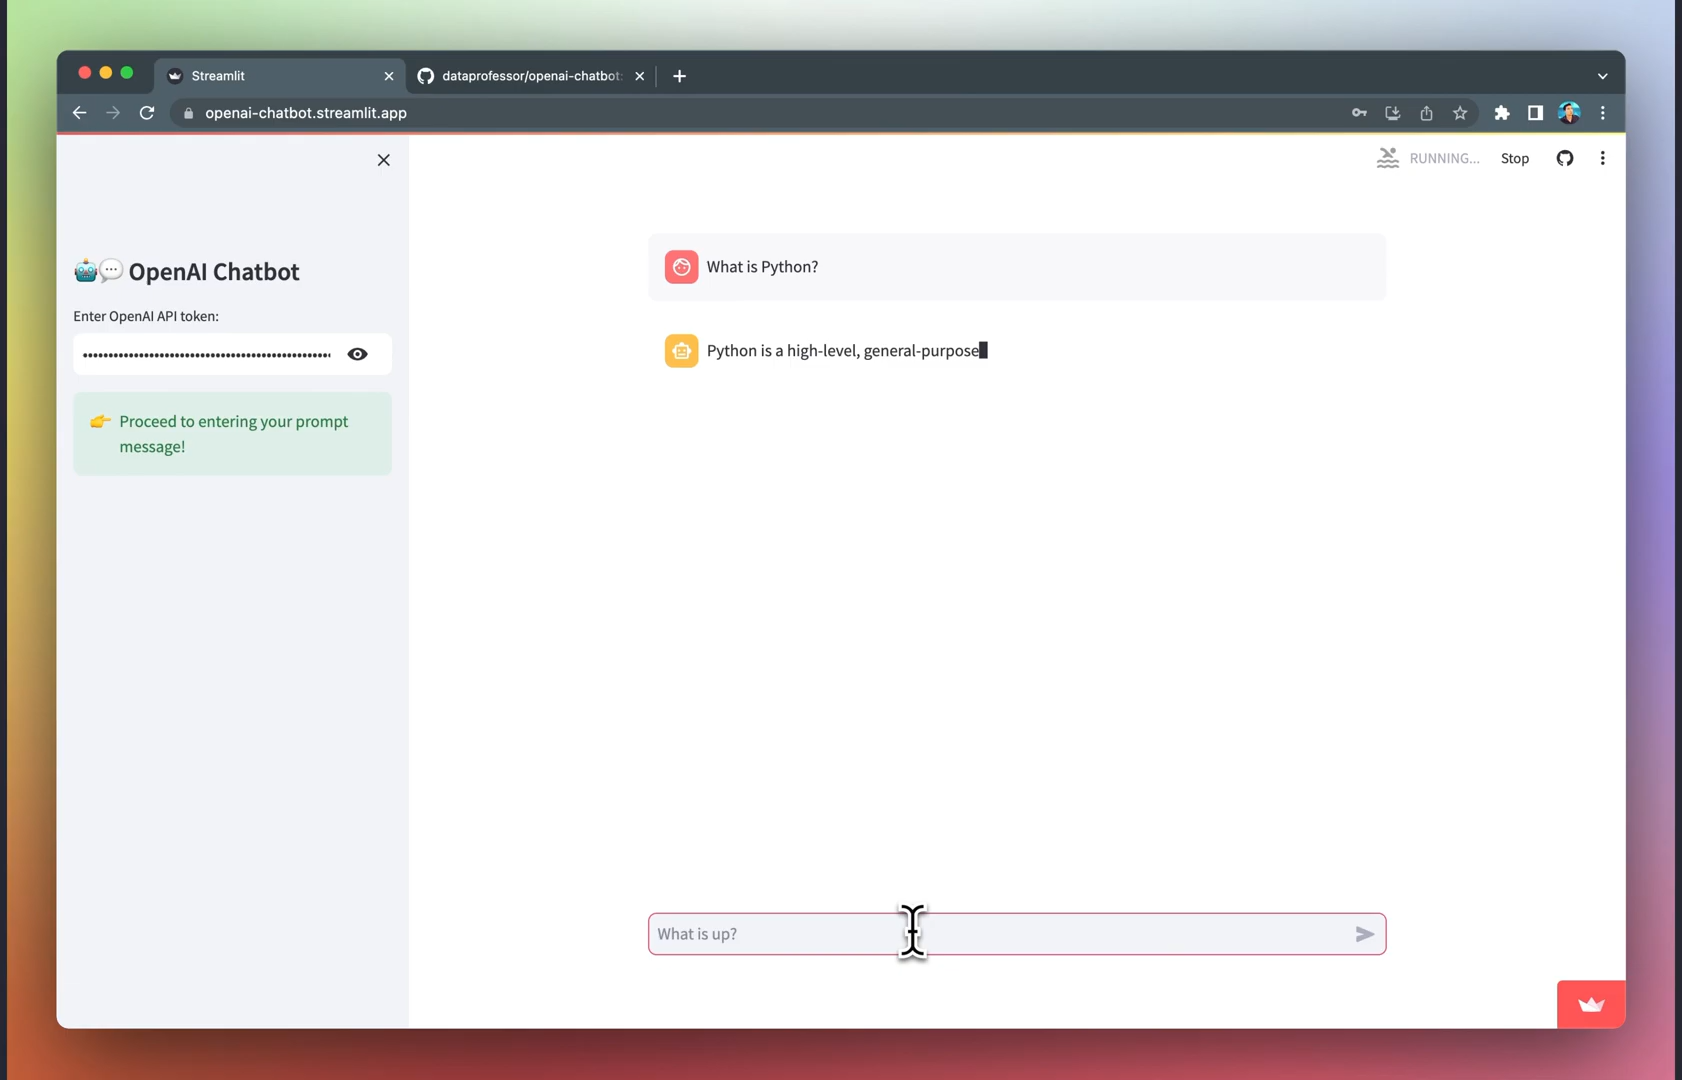 Streamlit
dataprofessor/openai-chatbot:
openai-chatbot.streamlit.app
RUNNING...
Stop
OpenAI Chatbot
Enter OpenAI API token:
Proceed to entering your prompt
message!
What is Python?
Python is a high-level, general-purpose
What is up?